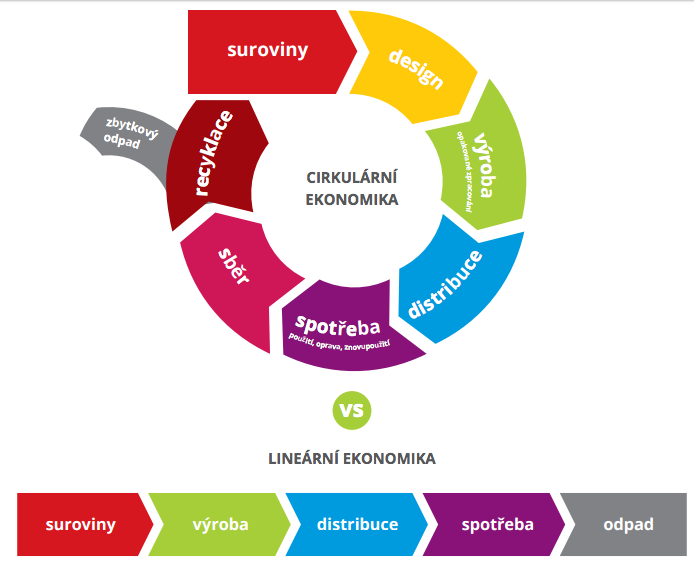 suroviny
design
výroba
opakované zpracování
distribuce
spotřeba
použití, oprava, znovupoužití
sběr
recyklace
zbytkový
odpad
CIRKULÁRNÍ
EKONOMIKA
vs
LINEÁRNÍ EKONOMIKA
suroviny
výroba
distribuce
spotřeba
odpad